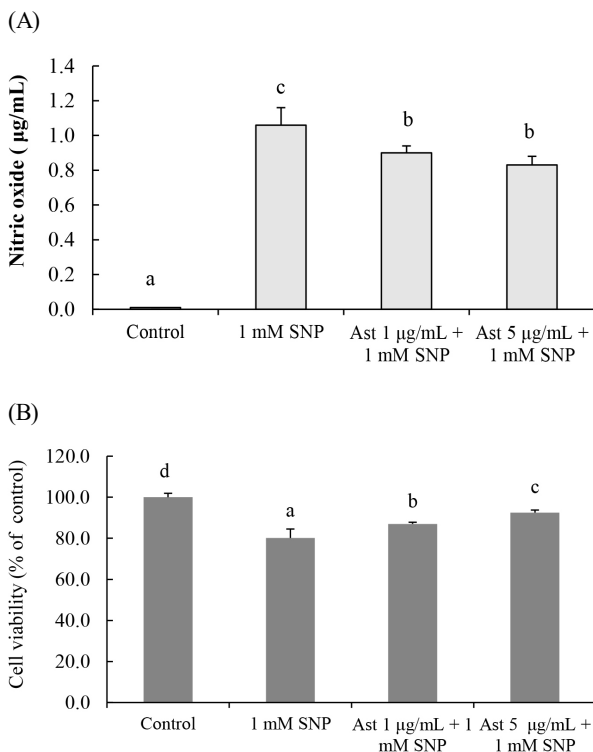 (A)
Nitric oxide ( μg/mL)
1.4
1.2
1.0
0.8
0.6
0.4
0.2
0.0
a
c
b
b
Control
1 mM SNP
Ast 1 μg/mL +
1 mM SNP
Ast 5 μg/mL +
1 mM SNP
(B)
Cell viability (% of control)
120.0
100.0
80.0
60.0
40.0
20.0
0.0
d
a
b
c
Control
1 mM SNP
Ast 1 μg/mL + 1
mM SNP
Ast 5 μg/mL +
1 mM SNP